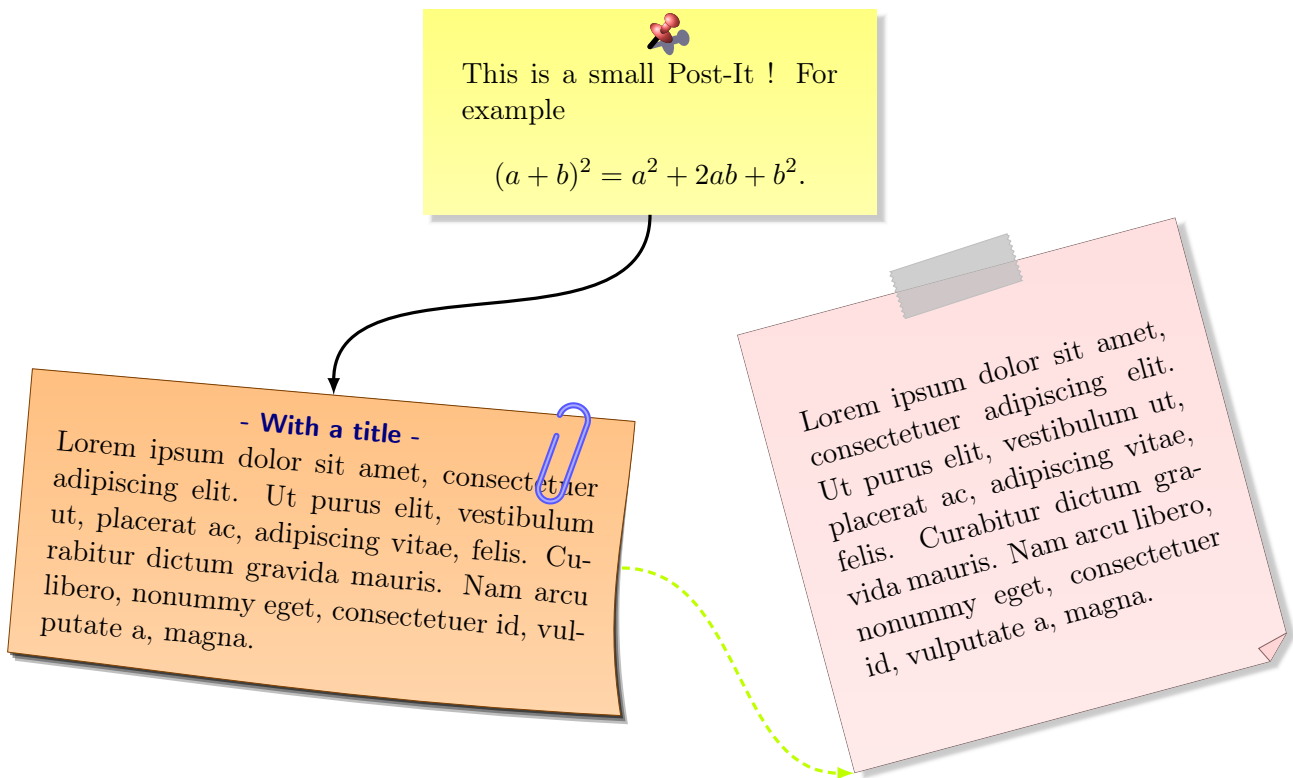 This is a small Post-It ! For
example
(a + b)² = a² + 2ab + b².
- With a title -
Lorem ipsum dolor sit amet, consectetuer
adipiscing elit. Ut purus elit, vestibulum
ut, placerat ac, adipiscing vitae, felis. Cu-
rabitur dictum gravida mauris. Nam arcu
libero, nonummy eget, consectetuer id, vul-
putate a, magna.
Lorem ipsum dolor sit amet,
consectetuer adipiscing elit.
Ut purus elit, vestibulum ut,
placerat ac, adipiscing vitae,
felis. Curabitur dictum gra-
vida mauris. Nam arcu libero,
nonummy eget, consectetuer
id, vulputate a, magna.